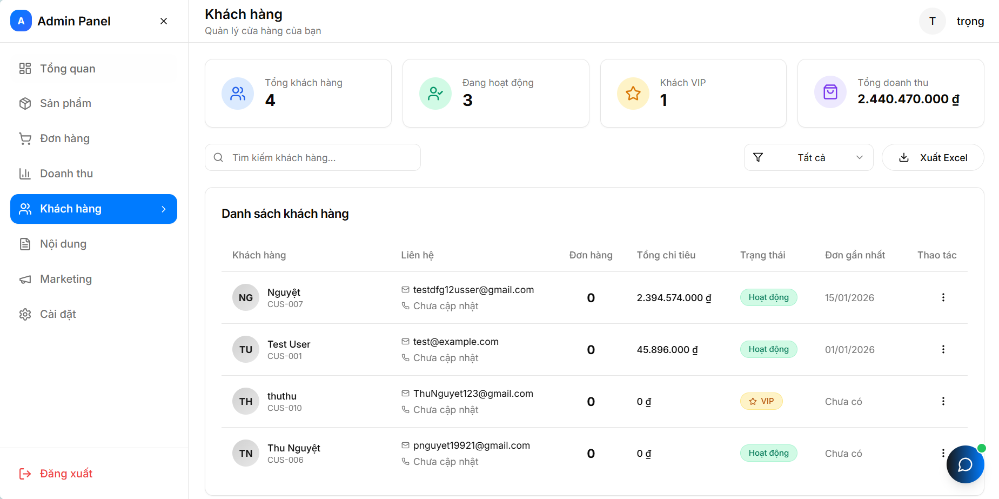 A Admin Panel
Khách hàng
Quản lý cửa hàng của bạn
T trọng
Tổng quan
Sản phẩm
Đơn hàng
Doanh thu
Khách hàng
Nội dung
Marketing
Cài đặt
Đăng xuất
Tổng khách hàng
4
Đang hoạt động
3
Khách VIP
1
Tổng doanh thu
2.440.470.000 ₫
Tìm kiếm khách hàng...
Tất cả
Xuất Excel
Danh sách khách hàng
Khách hàng Liên hệ Đơn hàng Tổng chi tiêu Trạng thái Đơn gần nhất Thao tác
NG Nguyệt testdfg12usser@gmail.com 0 2.394.574.000 ₫ Hoạt động 15/01/2026
CUS-007 Chưa cập nhật
TU Test User test@example.com 0 45.896.000 ₫ Hoạt động 01/01/2026
CUS-001 Chưa cập nhật
TH thuthu ThuNguyet123@gmail.com 0 0 ₫ VIP Chưa có
CUS-010 Chưa cập nhật
TN Thu Nguyệt pnguyet19921@gmail.com 0 0 ₫ Hoạt động Chưa có
CUS-006 Chưa cập nhật